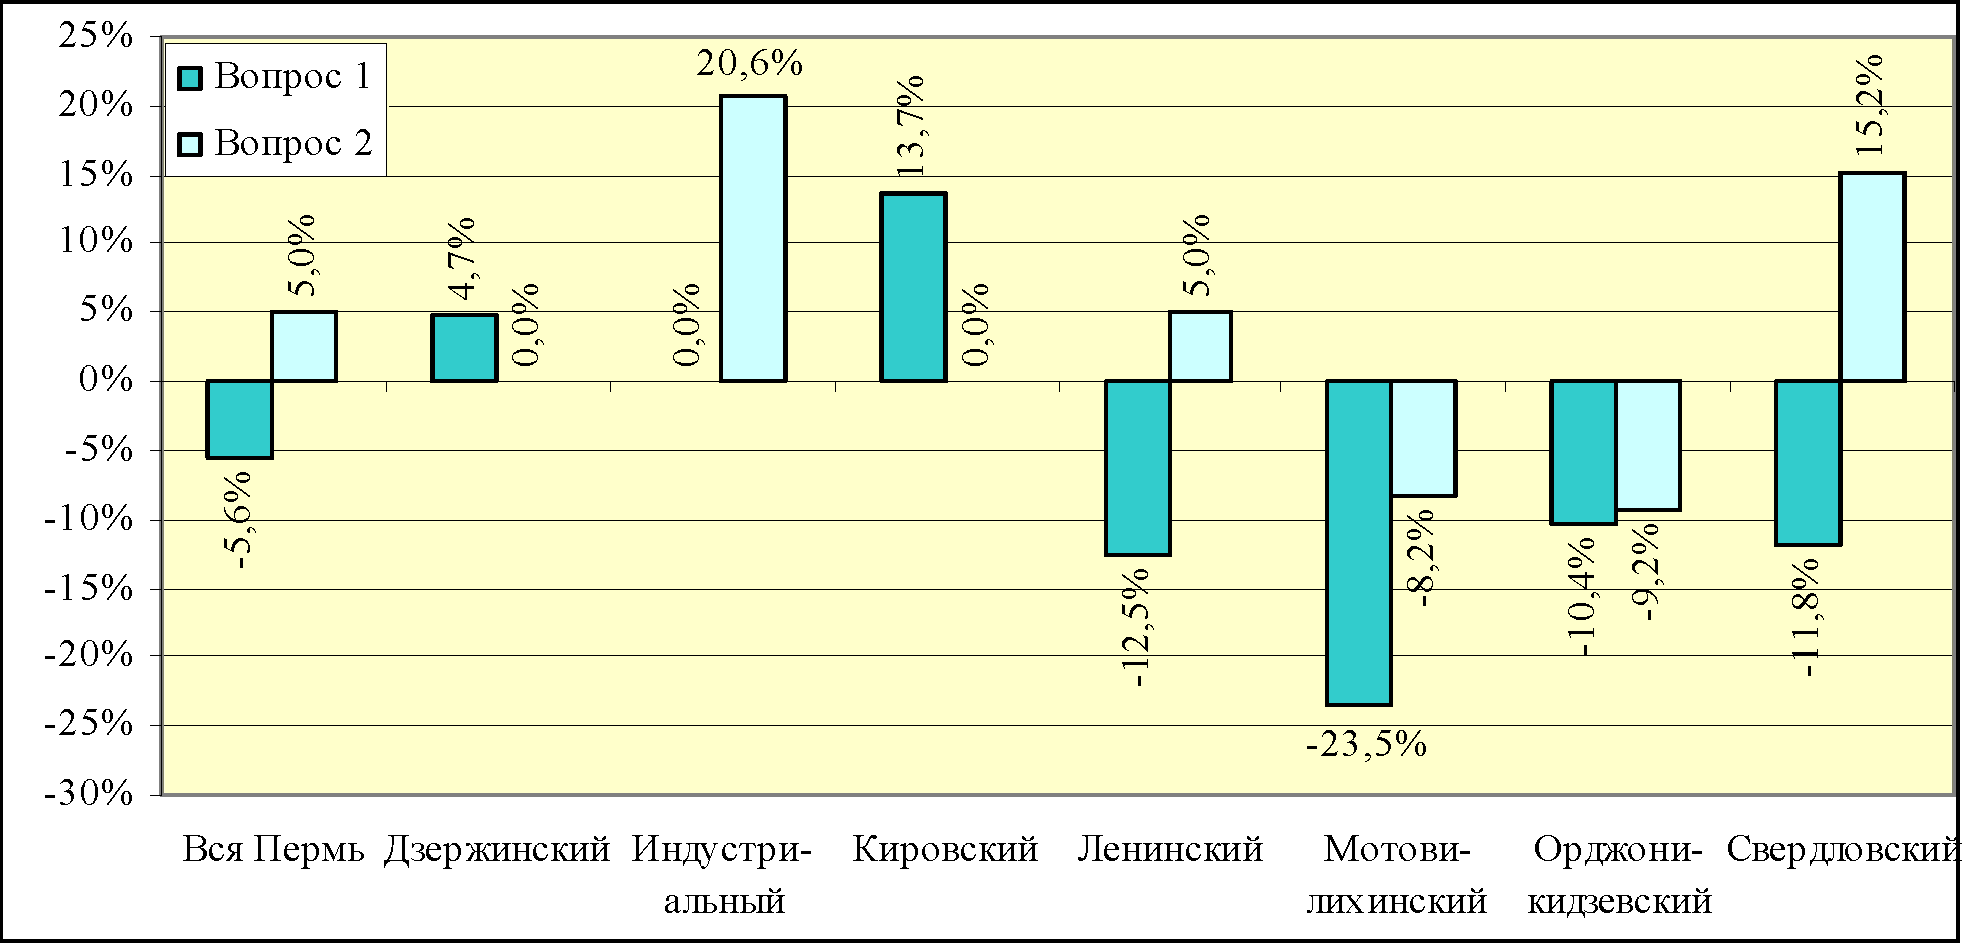 25%
20%
15%
10%
5%
0%
-5%
-10%
-15%
-20%
-25%
-30%
Вопрос 1
Вопрос 2
-5,6%
5,0%
4,7%
0,0%
0,0%
20,6%
13,7%
0,0%
-12,5%
5,0%
-23,5%
-8,2%
-10,4%
-9,2%
-11,8%
15,2%
Вся Пермь
Дзержинский
Индустри-
альный
Кировский
Ленинский
Мотови-
лихинский
Орджони-
кидзевский
Свердловский